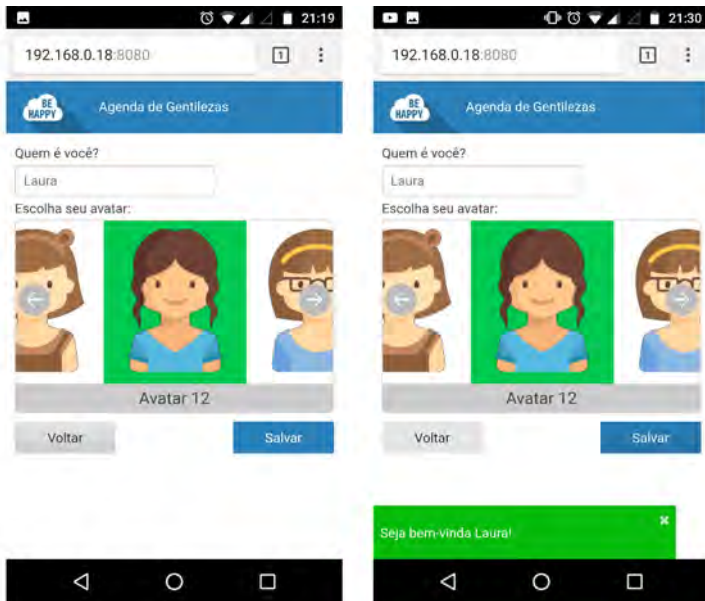 21:19
192.168.0.18:8080
1
BE
HAPPY
Agenda de Gentilezas
Quem é você?
Laura
Escolha seu avatar:
Avatar 12
Voltar
Salvar
21:30
192.168.0.18:8080
1
BE
HAPPY
Agenda de Gentilezas
Quem é você?
Laura
Escolha seu avatar:
Avatar 12
Voltar
Salvar
Seja bem-vinda Laura!